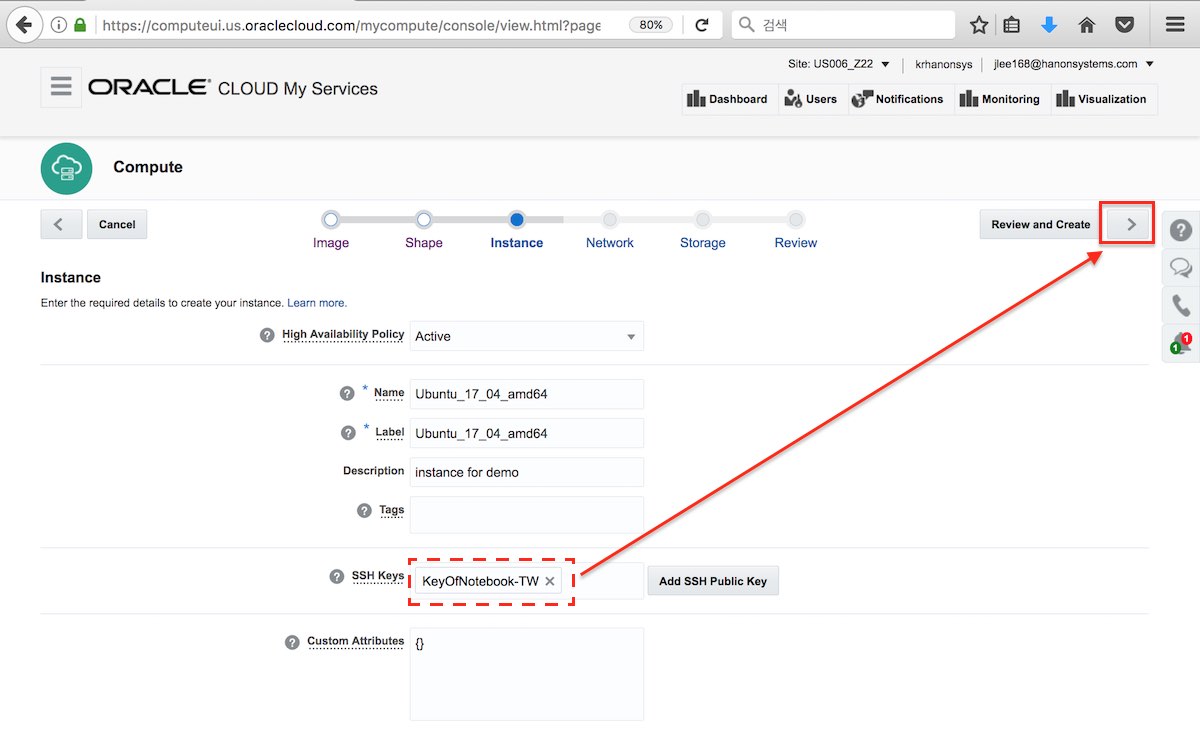 https://computeui.us.oraclecloud.com/mycompute/console/view.html?page
80%
검색
Site: US006_Z22
krhanonsys
jlee168@hanonsystems.com
ORACLE® CLOUD My Services
Dashboard
Users
Notifications
Monitoring
Visualization
Compute
Cancel
Image
Shape
Instance
Network
Storage
Review
Review and Create
Instance
Enter the required details to create your instance. Learn more.
? High Availability Policy Active
? * Name Ubuntu_17_04_amd64
? * Label Ubuntu_17_04_amd64
Description instance for demo
? Tags
? SSH Keys KeyOfNotebook-TW × Add SSH Public Key
? Custom Attributes {}
?
1
1